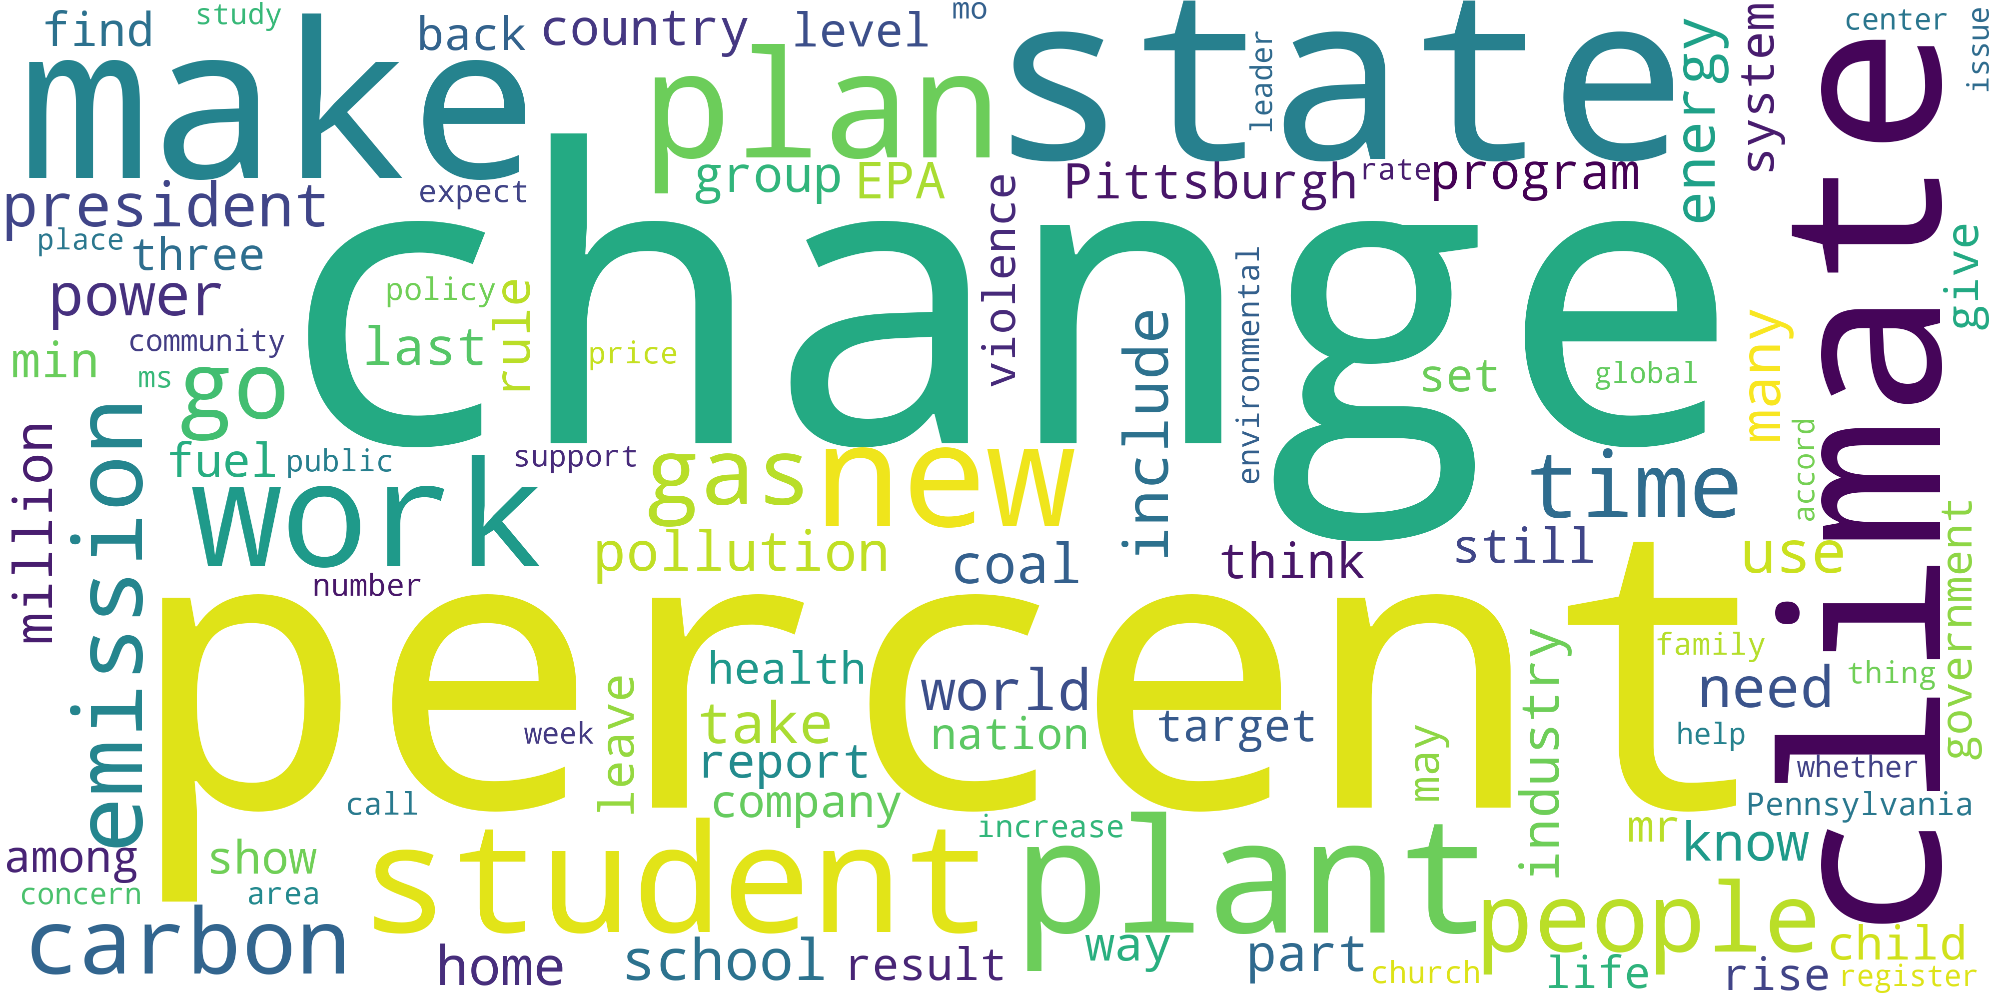 study
mo
center
find
back
country
level
issue
make
plan
state
leader
energy
system
climate
president
expect
group
EPA
violence
Pittsburgh
rate
program
place
three
power
policy
change
environmental
give
community
last
rule
price
include
set
global
many
min
ms
go
million
emission
fuel
public
support
work
gas
new
time
accord
government
number
pollution
coal
think
still
use
percent
health
world
industry
family
need
thing
week
leave
take
nation
target
may
help
report
whether
call
company
Pennsylvania
increase
among
show
student
plant
mr
know
concern
area
carbon
people
home
school
result
way
part
church
life
rise
child
register